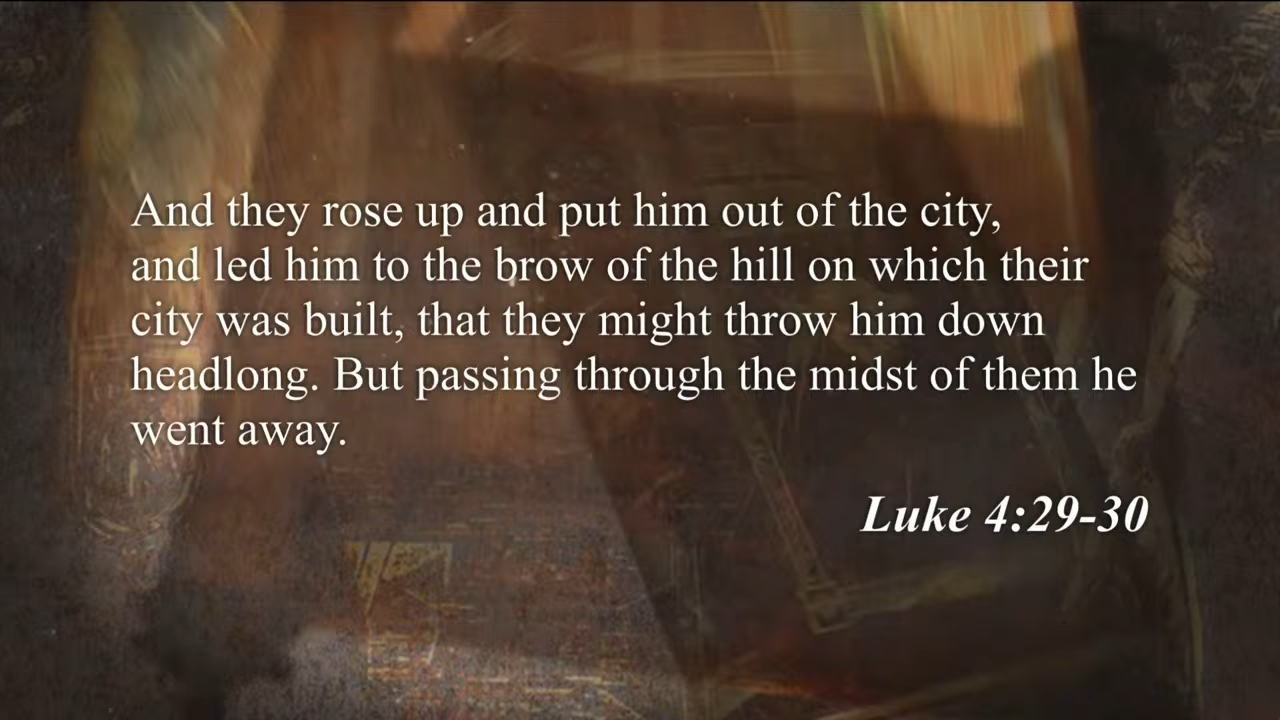 And they rose up and put him out of the city,
and led him to the brow of the hill on which their
city was built, that they might throw him down
headlong. But passing through the midst of them he
went away.
Luke 4:29-30